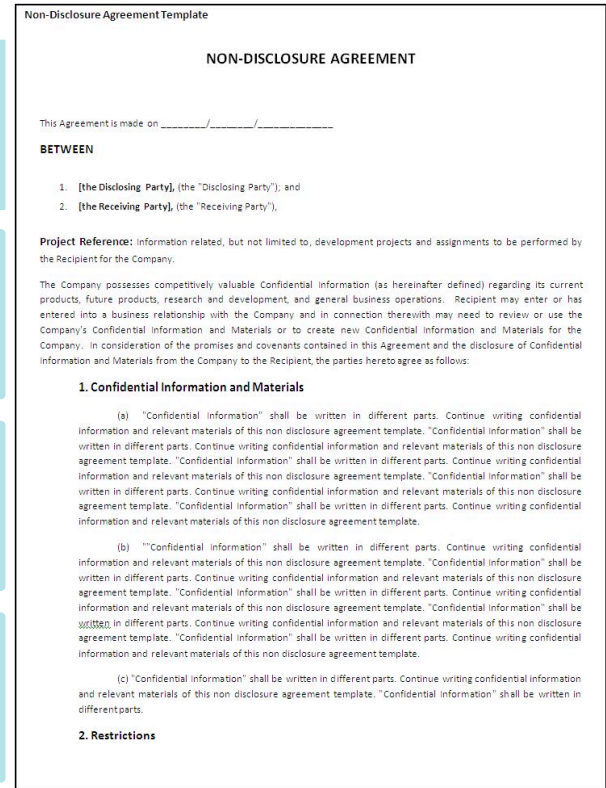 Non-Disclosure Agreement Template
NON-DISCLOSURE AGREEMENT
This Agreement is made on ________/________/_____________
BETWEEN
1. [the Disclosing Party], (the "Disclosing Party"); and
2. [the Receiving Party], (the "Receiving Party"),
Project Reference: Information related, but not limited to, development projects and assignments to be performed by
the Recipient for the Company.
The Company possesses competitively valuable Confidential Information (as hereinafter defined) regarding its current
products, future products, research and development, and general business operations. Recipient may enter or has
entered into a business relationship with the Company and in connection therewith may need to review or use the
Company's Confidential Information and Materials or to create new Confidential Information and Materials for the
Company. In consideration of the promises and covenants contained in this Agreement and the disclosure of Confidential
Information and Materials from the Company to the Recipient, the parties hereto agree as follows:
1. Confidential Information and Materials
(a) "Confidential Information" shall be written in different parts. Continue writing confidential
information and relevant materials of this non disclosure agreement template. "Confidential Information" shall be
written in different parts. Continue writing confidential information and relevant materials of this non disclosure
agreement template. "Confidential Information" shall be written in different parts. Continue writing confidential
information and relevant materials of this non disclosure agreement template. "Confidential Information" shall be
written in different parts. Continue writing confidential information and relevant materials of this non disclosure
agreement template. "Confidential Information" shall be written in different parts. Continue writing confidential
information and relevant materials of this non disclosure agreement template.
(b) ""Confidential Information" shall be written in different parts. Continue writing confidential
information and relevant materials of this non disclosure agreement template. "Confidential Information" shall be
written in different parts. Continue writing confidential information and relevant materials of this non disclosure
agreement template. "Confidential Information" shall be written in different parts. Continue writing confidential
information and relevant materials of this non disclosure agreement template. "Confidential Information" shall be
written in different parts. Continue writing confidential information and relevant materials of this non disclosure
agreement template. "Confidential Information" shall be written in different parts. Continue writing confidential
information and relevant materials of this non disclosure agreement template.
(c) "Confidential Information" shall be written in different parts. Continue writing confidential information
and relevant materials of this non disclosure agreement template. "Confidential Information" shall be written in
different parts.
2. Restrictions